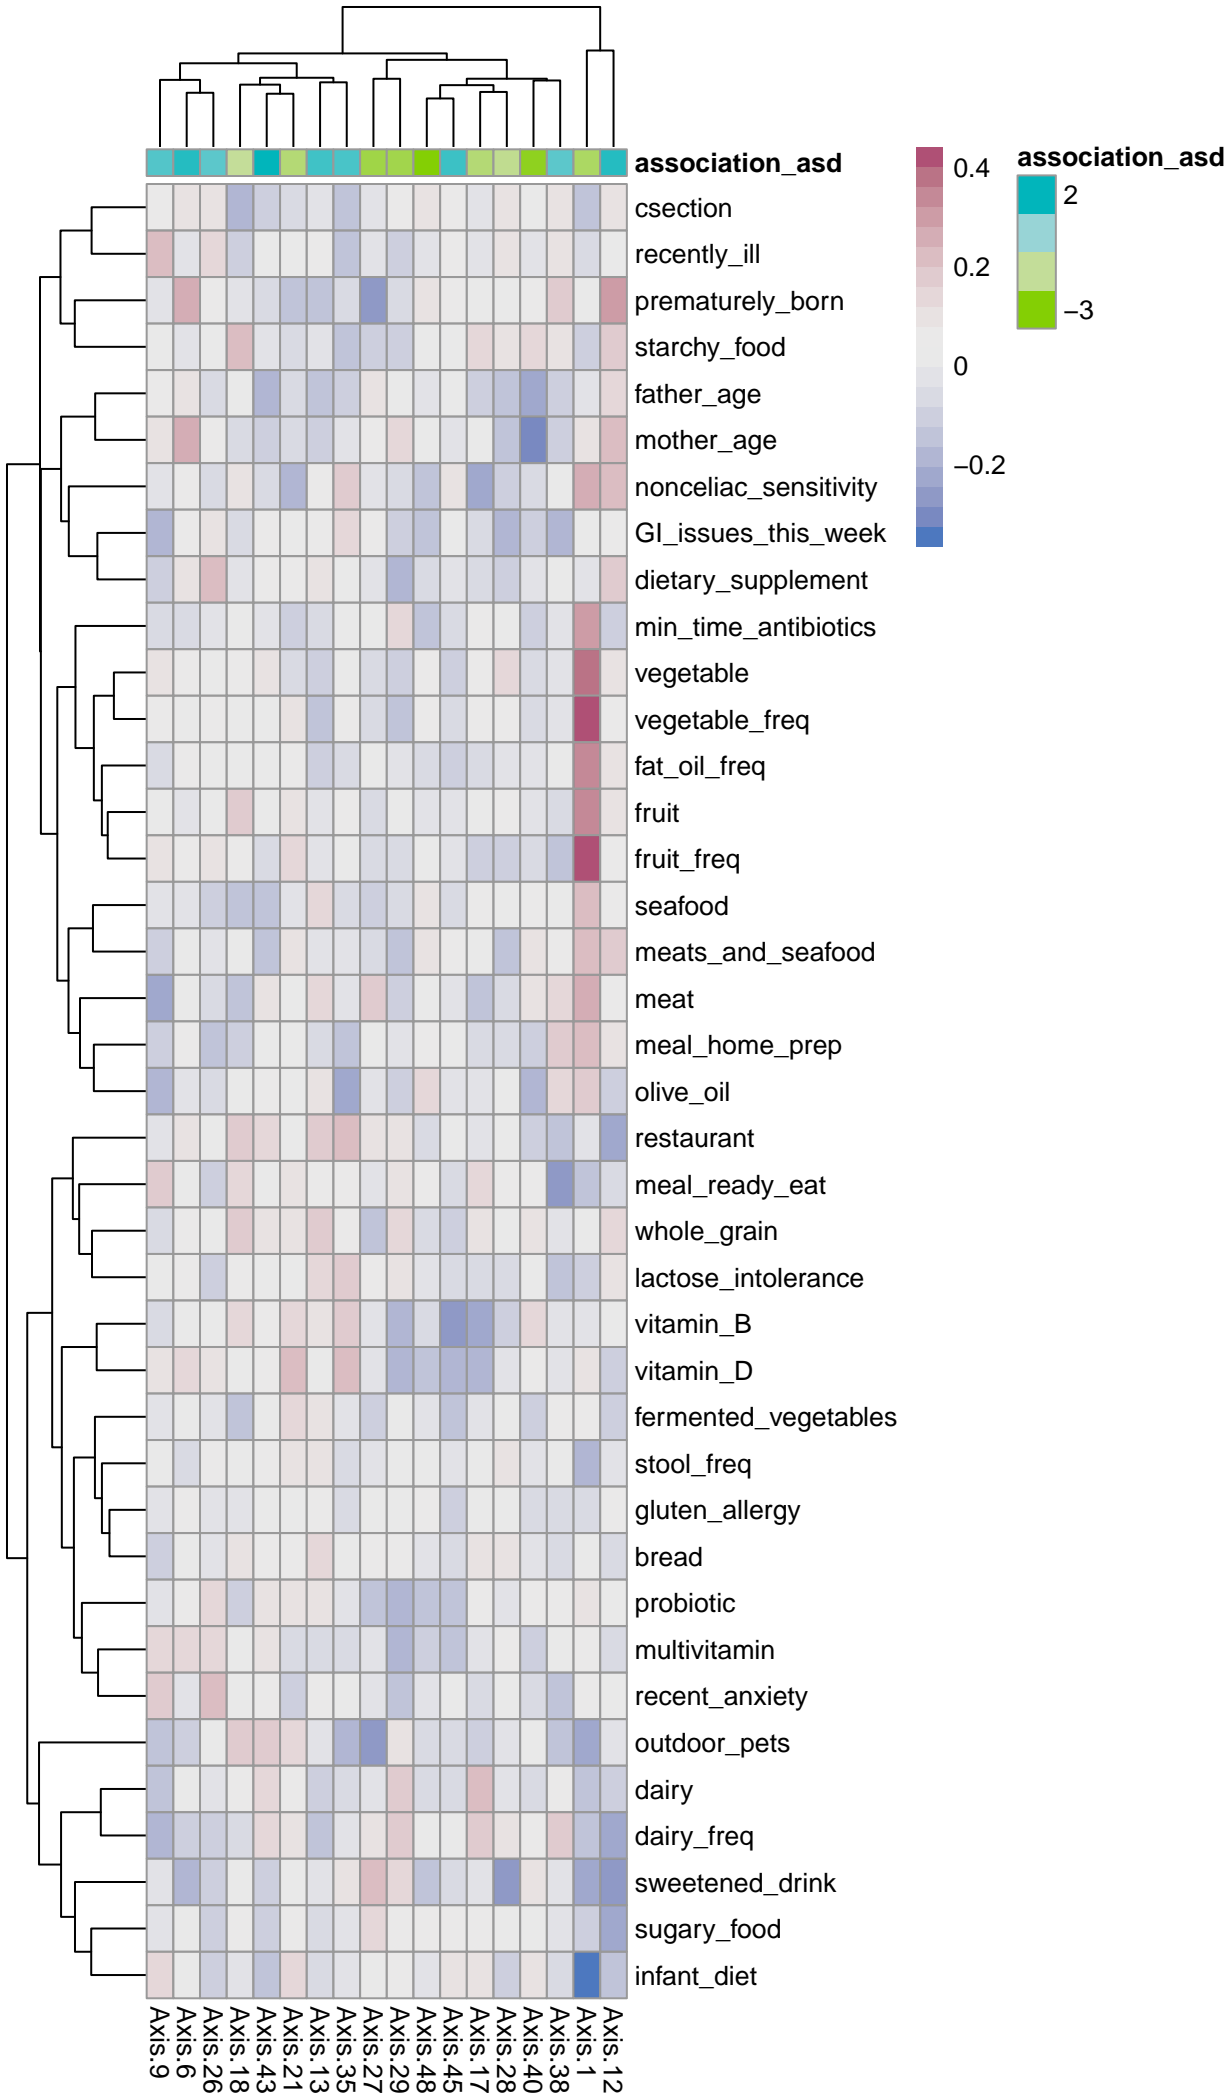 association_asd
csection
recently_ill
prematurely_born
starchy_food
father_age
mother_age
nonceliac_sensitivity
GI_issues_this_week
dietary_supplement
min_time_antibiotics
vegetable
vegetable_freq
fat_oil_freq
fruit
fruit_freq
seafood
meats_and_seafood
meat
meal_home_prep
olive_oil
restaurant
meal_ready_eat
whole_grain
lactose_intolerance
vitamin_B
vitamin_D
fermented_vegetables
stool_freq
gluten_allergy
bread
probiotic
multivitamin
recent_anxiety
outdoor_pets
dairy
dairy_freq
sweetened_drink
sugary_food
infant_diet
Axis.9
Axis.6
Axis.26
Axis.18
Axis.43
Axis.21
Axis.13
Axis.35
Axis.27
Axis.29
Axis.48
Axis.45
Axis.17
Axis.28
Axis.40
Axis.38
Axis.1
Axis.12
0.4
0.2
0
−0.2
association_asd
2
−3